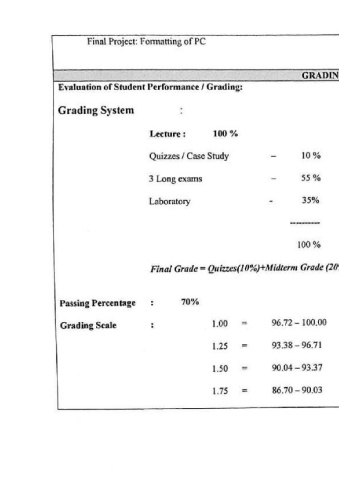 Final Project: Formatting of PC
GRADIN
Evaluation of Student Performance / Grading:
Grading System :
Lecture : 100 %
Quizzes / Case Study – 10 %
3 Long exams – 55 %
Laboratory - 35%
----------
100 %
Final Grade = Quizzes(10%)+Midterm Grade (20
Passing Percentage : 70%
Grading Scale : 1.00 = 96.72 – 100.00
1.25 = 93.38 – 96.71
1.50 = 90.04 – 93.37
1.75 = 86.70 – 90.03